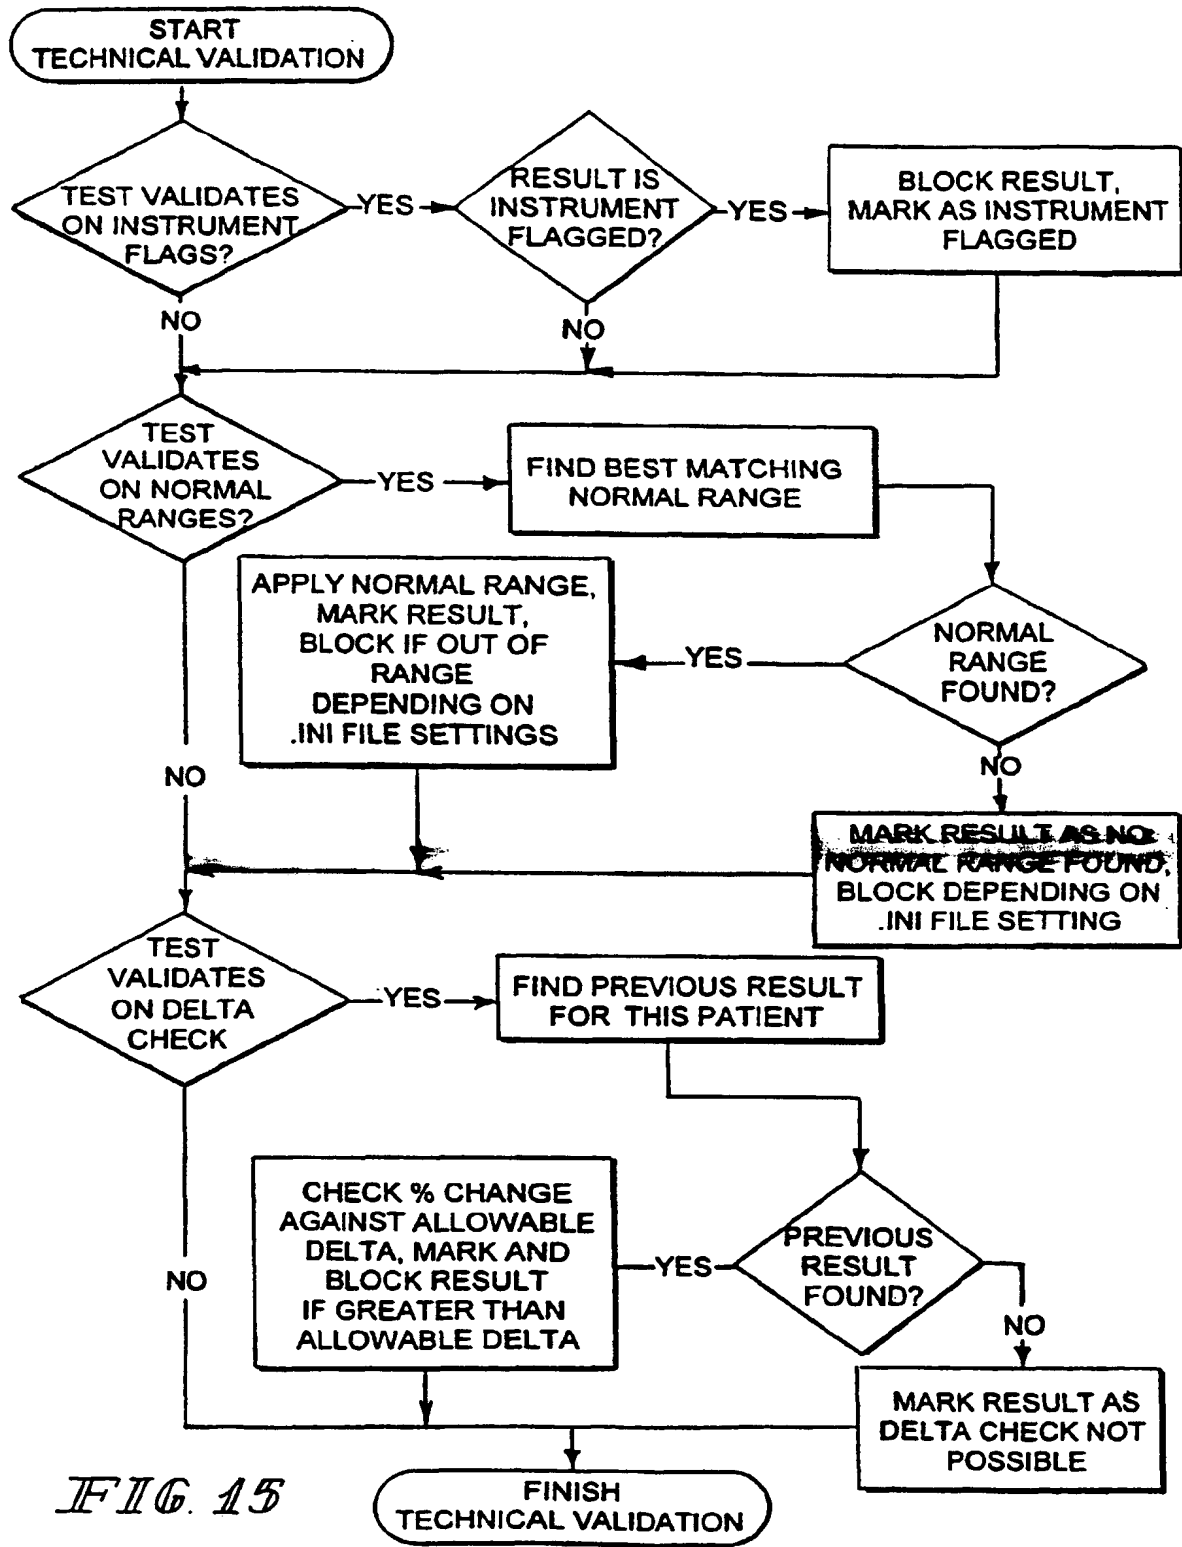 START
TECHNICAL VALIDATION
TEST VALIDATES
ON INSTRUMENT
FLAGS?
YES
RESULT IS
INSTRUMENT
FLAGGED?
YES
BLOCK RESULT,
MARK AS INSTRUMENT
FLAGGED
NO
NO
TEST
VALIDATES
ON NORMAL
RANGES?
YES
FIND BEST MATCHING
NORMAL RANGE
APPLY NORMAL RANGE,
MARK RESULT,
BLOCK IF OUT OF
RANGE
DEPENDING ON
.INI FILE SETTINGS
YES
NORMAL
RANGE
FOUND?
NO
NO
MARK RESULT AS NO
NORMAL RANGE FOUND,
BLOCK DEPENDING ON
.INI FILE SETTING
TEST
VALIDATES
ON DELTA
CHECK
YES
FIND PREVIOUS RESULT
FOR THIS PATIENT
CHECK % CHANGE
AGAINST ALLOWABLE
DELTA, MARK AND
BLOCK RESULT
IF GREATER THAN
ALLOWABLE DELTA
YES
PREVIOUS
RESULT
FOUND?
NO
NO
MARK RESULT AS
DELTA CHECK NOT
POSSIBLE
FINISH
TECHNICAL VALIDATION
FIG. 15